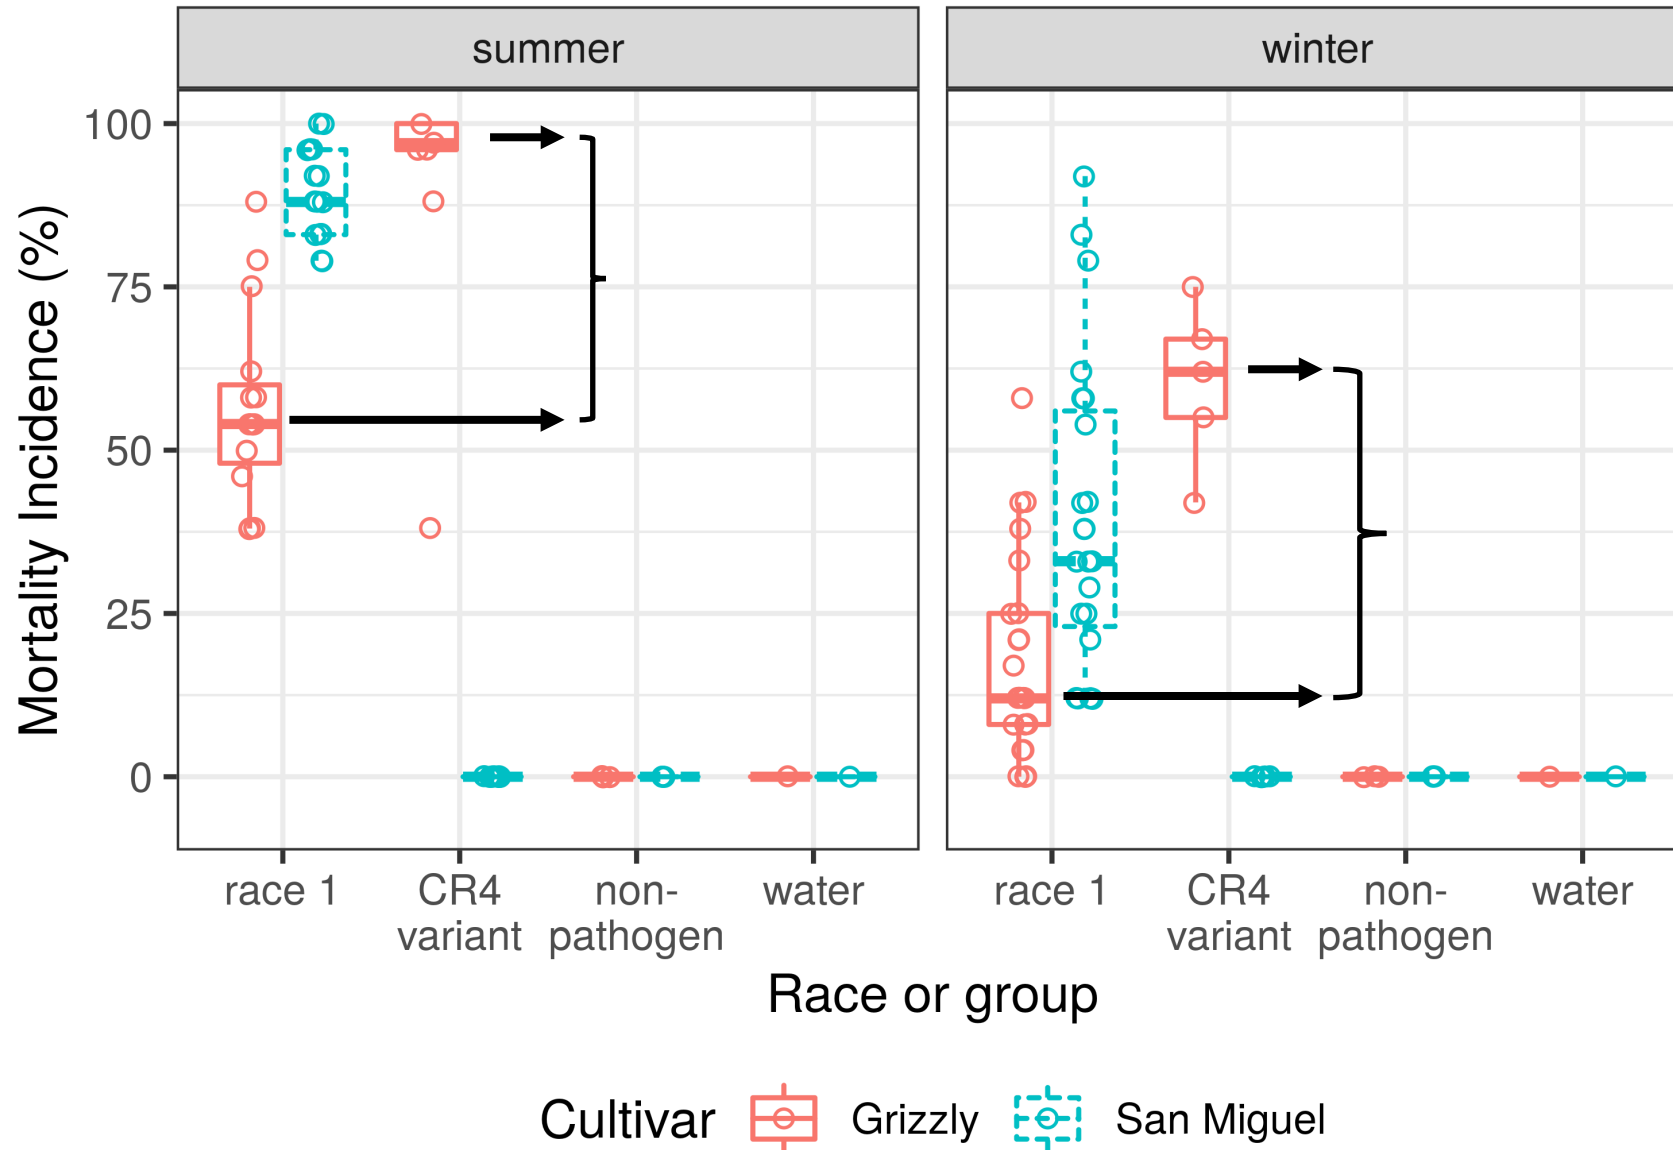 summer
winter
Mortality Incidence (%)
100
75
50
25
0
race 1
CR4
variant
non-
pathogen
water
race 1
CR4
variant
non-
pathogen
water
Race or group
Cultivar
Grizzly
San Miguel